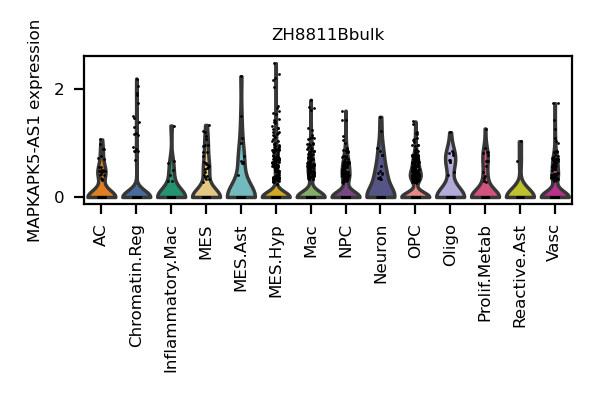 ZH8811Bbulk
MAPKAPK5-AS1 expression
2
0
AC
Chromatin.Reg
Inflammatory.Mac
MES
MES.Ast
MES.Hyp
Mac
NPC
Neuron
OPC
Oligo
Prolif.Metab
Reactive.Ast
Vasc